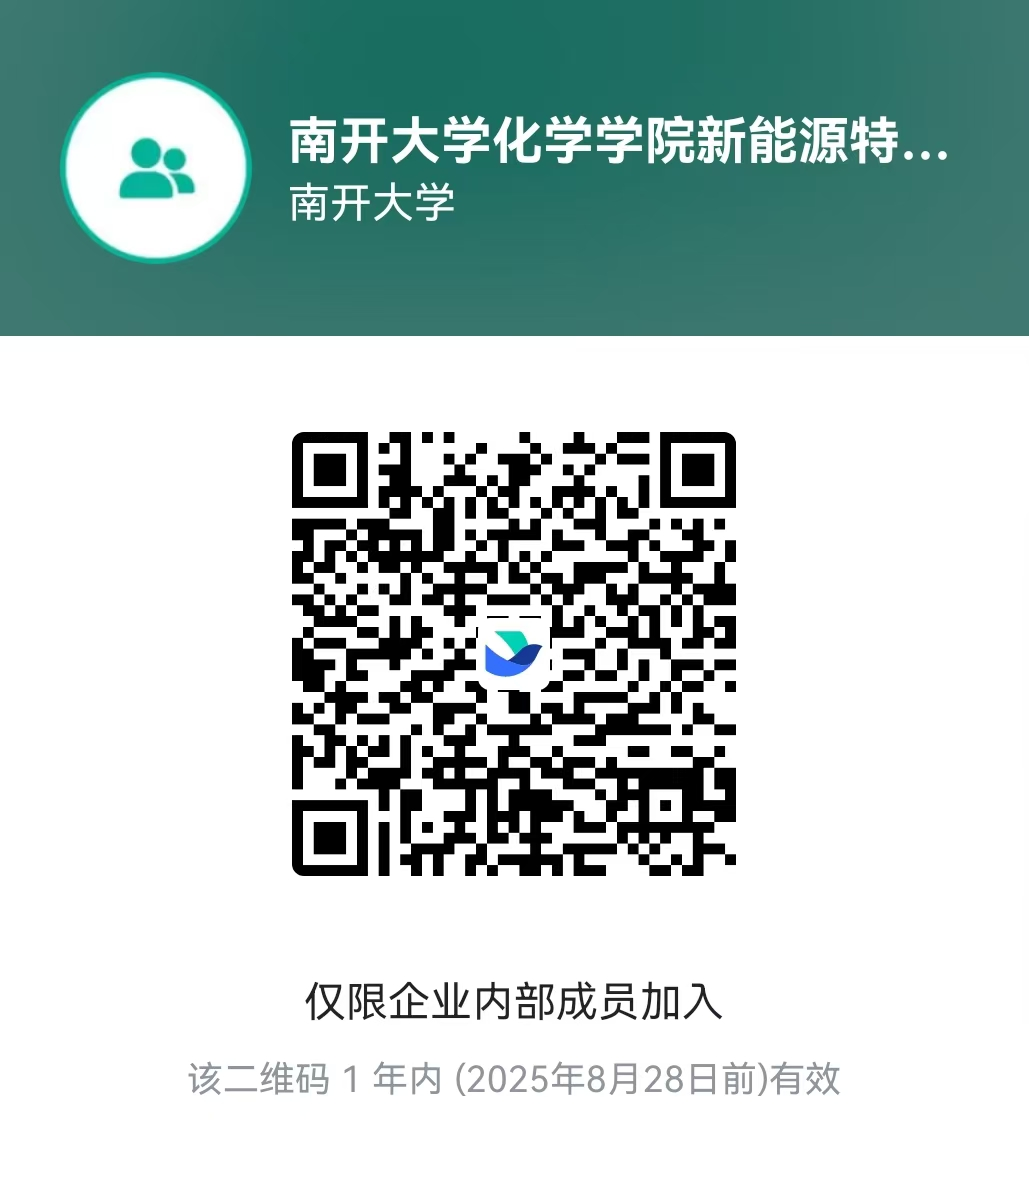 南开大学化学学院新能源特...
南开大学
仅限企业内部成员加入
该二维码 1 年内 (2025年8月28日前)有效